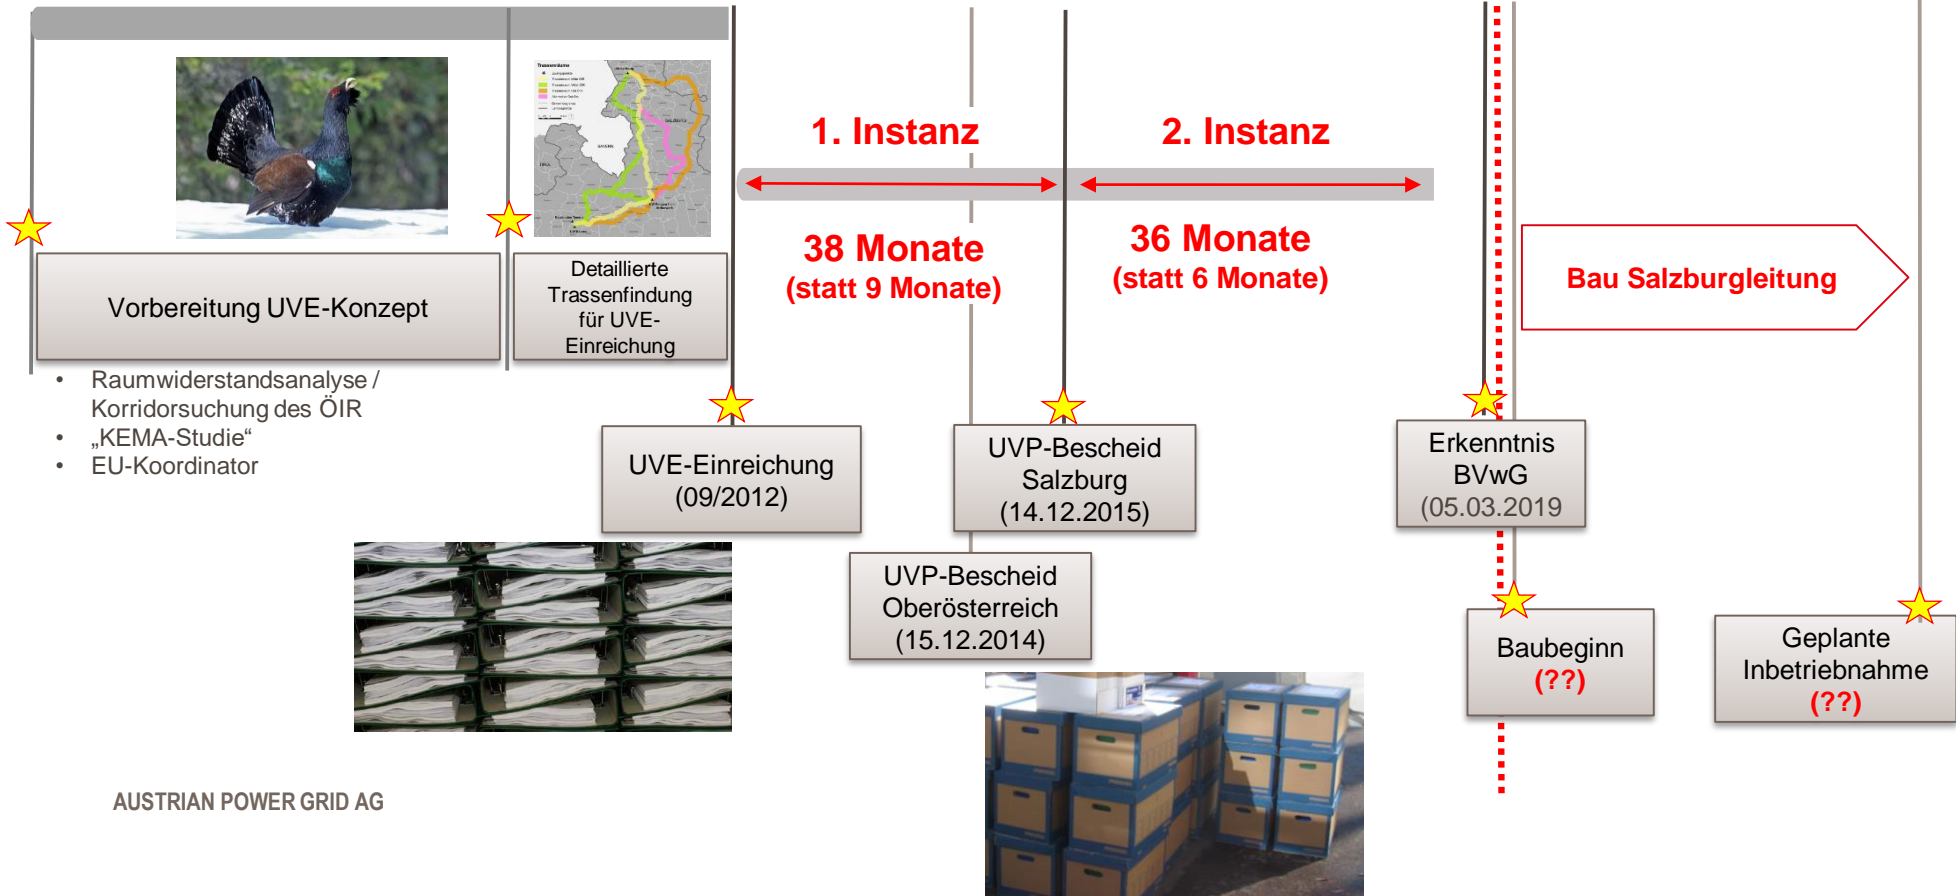 1. Instanz
2. Instanz
38 Monate
(statt 9 Monate)
36 Monate
(statt 6 Monate)
Bau Salzburgleitung
Vorbereitung UVE-Konzept
Detaillierte
Trassenfindung
für UVE-
Einreichung
• Raumwiderstandsanalyse /
Korridorsuchung des ÖIR
• „KEMA-Studie“
• EU-Koordinator
UVE-Einreichung
(09/2012)
UVP-Bescheid
Salzburg
(14.12.2015)
Erkenntnis
BVwG
(05.03.2019
UVP-Bescheid
Oberösterreich
(15.12.2014)
Baubeginn
(??)
Geplante
Inbetriebnahme
(??)
AUSTRIAN POWER GRID AG